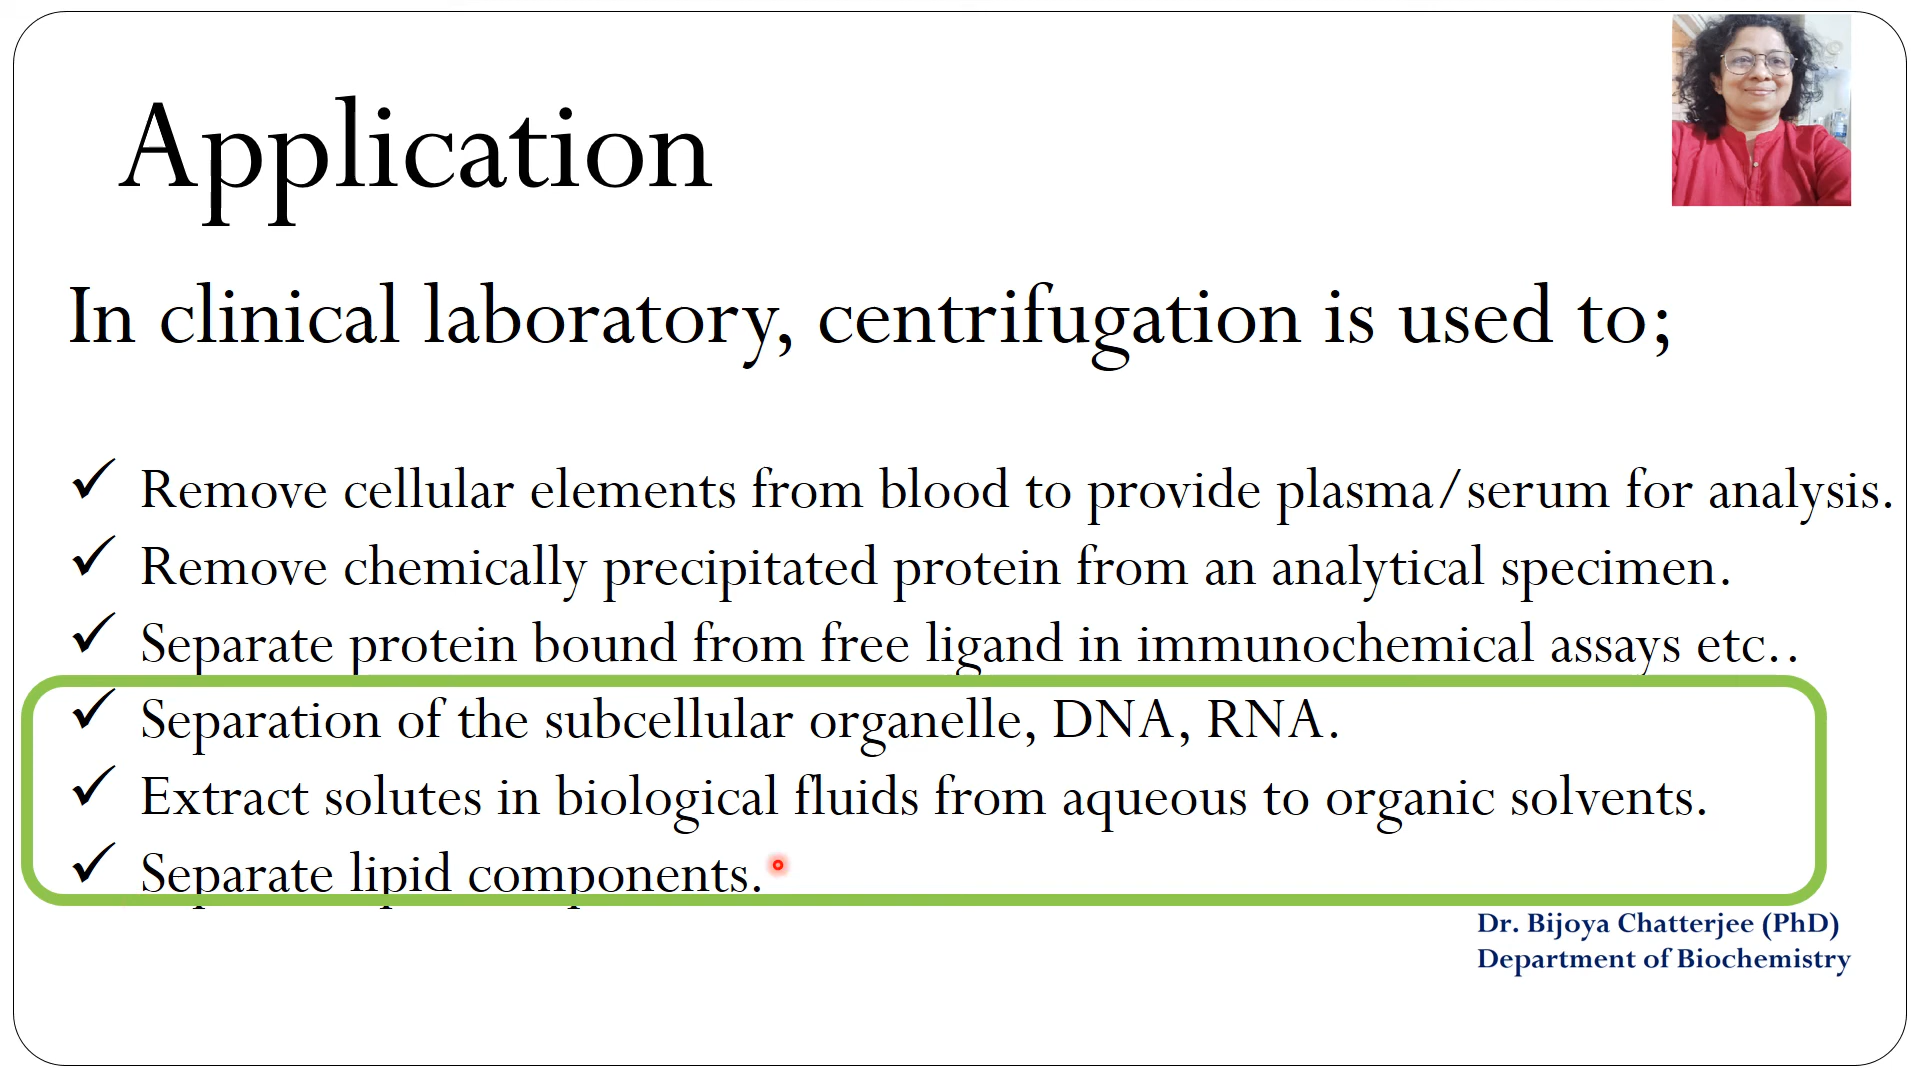 Application
In clinical laboratory, centrifugation is used to;
✓ Remove cellular elements from blood to provide plasma/serum for analysis.
✓ Remove chemically precipitated protein from an analytical specimen.
✓ Separate protein bound from free ligand in immunochemical assays etc..
✓ Separation of the subcellular organelle, DNA, RNA.
✓ Extract solutes in biological fluids from aqueous to organic solvents.
✓ Separate lipid components.
Dr. Bijoya Chatterjee (PhD)
Department of Biochemistry